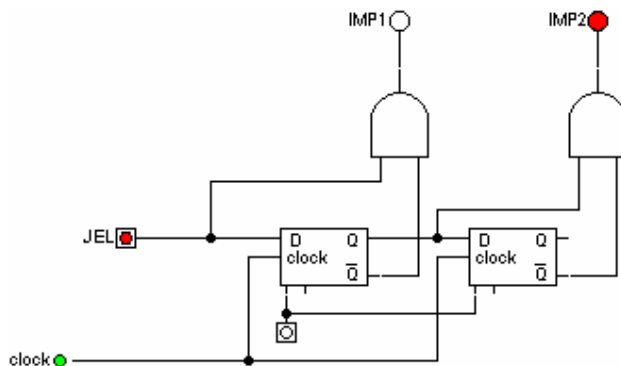 IMP1 IMP2
JEL
D Q D Q
clock clock
Q̅ Q̅
clock